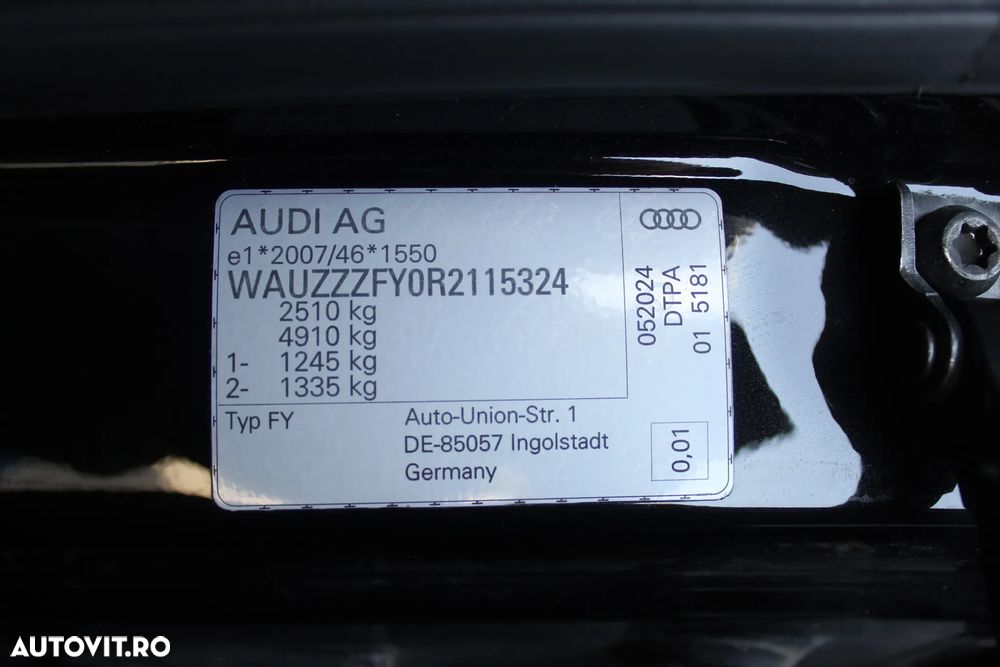 AUDI AG
e1*2007/46*1550
WAUZZZFY0R2115324
2510 kg
4910 kg
1- 1245 kg
2- 1335 kg
052024
DTPA
01 5181
Typ FY
Auto-Union-Str. 1
DE-85057 Ingolstadt
Germany
0,01
AUTOVIT.RO